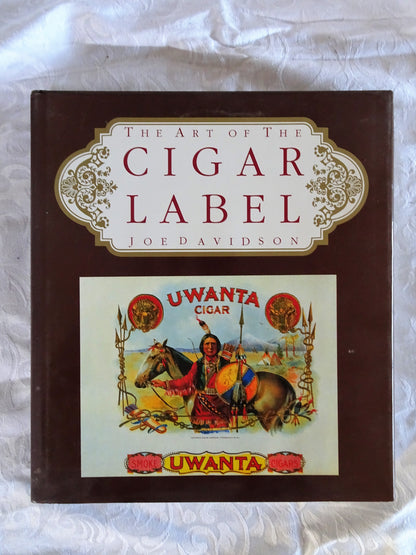 THE ART OF THE
CIGAR
LABEL
JOE DAVIDSON
UWANTA
CIGAR
SMOKE UWANTA CIGARS